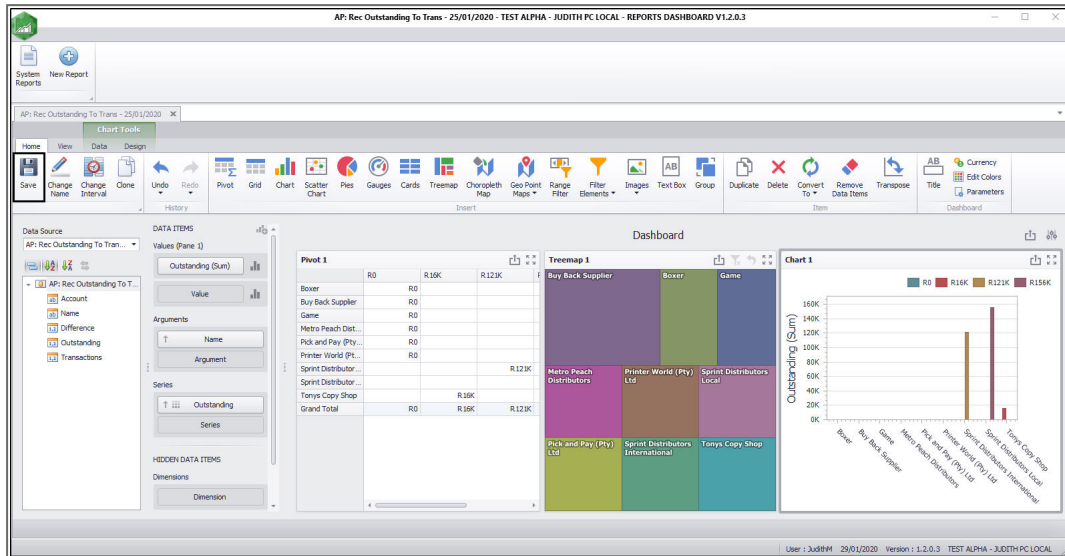 AP: Rec Outstanding To Trans - 25/01/2020 - TEST ALPHA - JUDITH PC LOCAL - REPORTS DASHBOARD V1.2.0.3
System Reports
New Report
AP: Rec Outstanding To Trans - 25/01/2020
Chart Tools
Home View Data Design
Save
Change Name
Change Interval
Clone
Undo
Redo
Pivot
Grid
Chart
Scatter Chart
Pies
Gauges
Cards
Treemap
Choropleth Map
Geo Point Maps
Range Filter
Filter Elements
Images
AB
Text Box
Group
Duplicate
Delete
Convert To
Remove Data Items
Transpose
AB
Title
Currency
Edit Colors
Parameters
History
Insert
Item
Dashboard
Data Source
AP: Rec Outstanding To Tran...
AP: Rec Outstanding To T...
Account
Name
Difference
Outstanding
Transactions
DATA ITEMS
Values (Pane 1)
Outstanding (Sum)
Value
Arguments
Name
Argument
Series
Outstanding
Series
HIDDEN DATA ITEMS
Dimensions
Dimension
Dashboard
Pivot 1
R0 R16K R121K
Boxer R0
Buy Back Supplier R0
Game R0
Metro Peach Dist... R0
Pick and Pay (Pty... R0
Printer World (Pt... R0
Sprint Distributor... R121K
Sprint Distributor...
Tonys Copy Shop R16K
Grand Total R0 R16K R121K
Treemap 1
Buy Back Supplier
Boxer
Game
Metro Peach Distributors
Printer World (Pty) Ltd
Sprint Distributors Local
Pick and Pay (Pty) Ltd
Sprint Distributors International
Tonys Copy Shop
Chart 1
R0 R16K R121K R156K
Outstanding (Sum)
160K
140K
120K
100K
80K
60K
40K
20K
0K
Boxer
Buy Back Supplier
Game
Metro Peach Distributors
Pick and Pay (Pty) Ltd
Printer World (Pty) Ltd
Sprint Distributors International
Sprint Distributors Local
Tonys Copy Shop
User : JudithM 29/01/2020 Version : 1.2.0.3 TEST ALPHA - JUDITH PC LOCAL